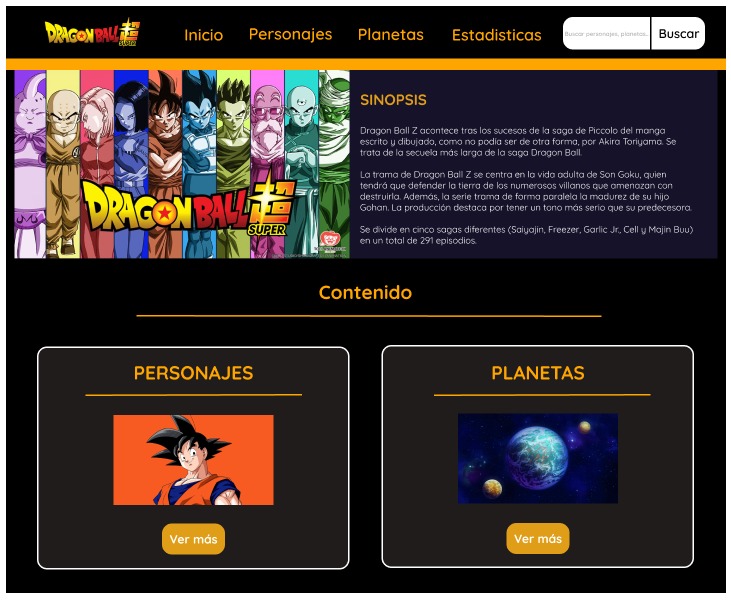 DRAGON BALL SUPER
Inicio
Personajes
Planetas
Estadisticas
Buscar personajes, planetas...
Buscar
DRAGON BALL
SUPER
SINOPSIS
Dragon Ball Z acontece tras los sucesos de la saga de Piccolo del manga
escrito y dibujado, como no podía ser de otra forma, por Akira Toriyama. Se
trata de la secuela más larga de la saga Dragon Ball.
La trama de Dragon Ball Z se centra en la vida adulta de Son Goku, quien
tendrá que defender la tierra de los numerosos villanos que amenazan con
destruirla. Además, la serie trama de forma paralela la madurez de su hijo
Gohan. La producción destaca por tener un tono más serio que su predecesora.
Se divide en cinco sagas diferentes (Saiyajin, Freezer, Garlic Jr., Cell y Majin Buu)
en un total de 291 episodios.
Contenido
PERSONAJES
Ver más
PLANETAS
Ver más